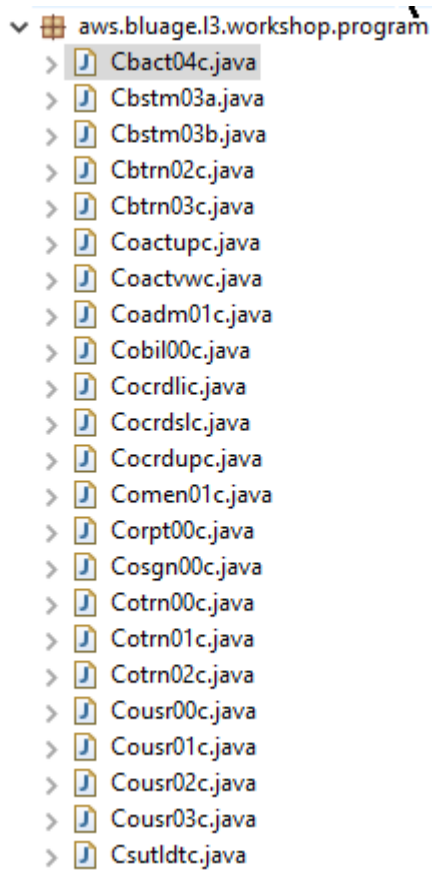 aws.bluage.l3.workshop.program
Cbact04c.java
Cbstm03a.java
Cbstm03b.java
Cbtrn02c.java
Cbtrn03c.java
Coactupc.java
Coactvwc.java
Coadm01c.java
Cobil00c.java
Cocrdlic.java
Cocrdslc.java
Cocrdupc.java
Comen01c.java
Corpt00c.java
Cosgn00c.java
Cotrn00c.java
Cotrn01c.java
Cotrn02c.java
Cousr00c.java
Cousr01c.java
Cousr02c.java
Cousr03c.java
Csutldtc.java